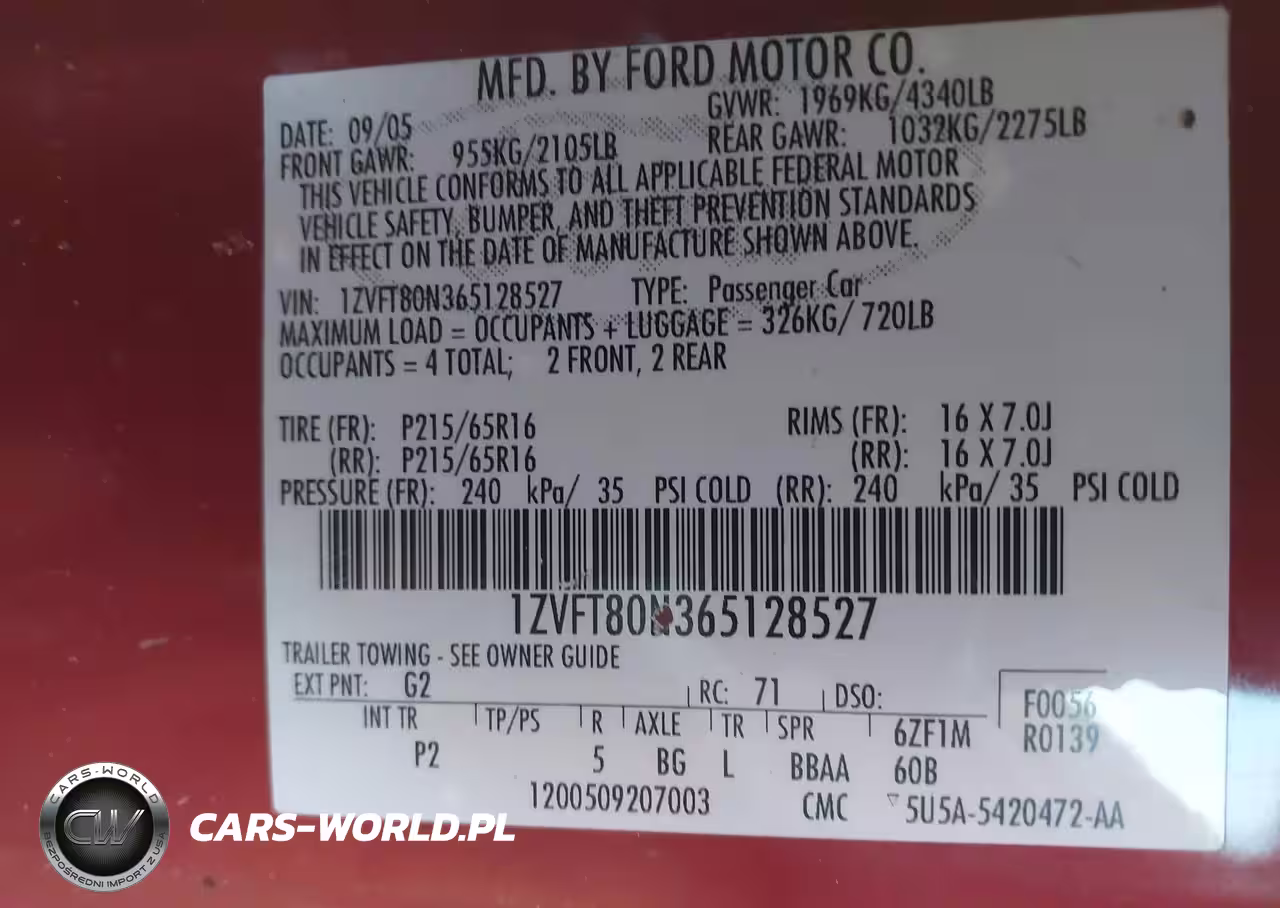 MFD. BY FORD MOTOR CO.
DATE: 09/05 GVWR: 1969KG/4340LB
FRONT GAWR: 955KG/2105LB REAR GAWR: 1032KG/2275LB
THIS VEHICLE CONFORMS TO ALL APPLICABLE FEDERAL MOTOR
VEHICLE SAFETY, BUMPER, AND THEFT PREVENTION STANDARDS
IN EFFECT ON THE DATE OF MANUFACTURE SHOWN ABOVE.
VIN: 1ZVFT80N365128527 TYPE: Passenger Car
MAXIMUM LOAD = OCCUPANTS + LUGGAGE = 326KG/ 720LB
OCCUPANTS = 4 TOTAL; 2 FRONT, 2 REAR
TIRE (FR): P215/65R16 RIMS (FR): 16 X 7.0J
(RR): P215/65R16 (RR): 16 X 7.0J
PRESSURE (FR): 240 kPa/ 35 PSI COLD (RR): 240 kPa/ 35 PSI COLD
1ZVFT80N365128527
TRAILER TOWING - SEE OWNER GUIDE
EXT PNT: G2 RC: 71 DSO: F0056
INT TR TP/PS R AXLE TR SPR 6ZF1M R0139
P2 5 BG L BBAA 60B
1200509207003 CMC 5U5A-5420472-AA
CARS-WORLD
CW
BEZPOŚREDNI IMPORT Z USA
CARS-WORLD.PL